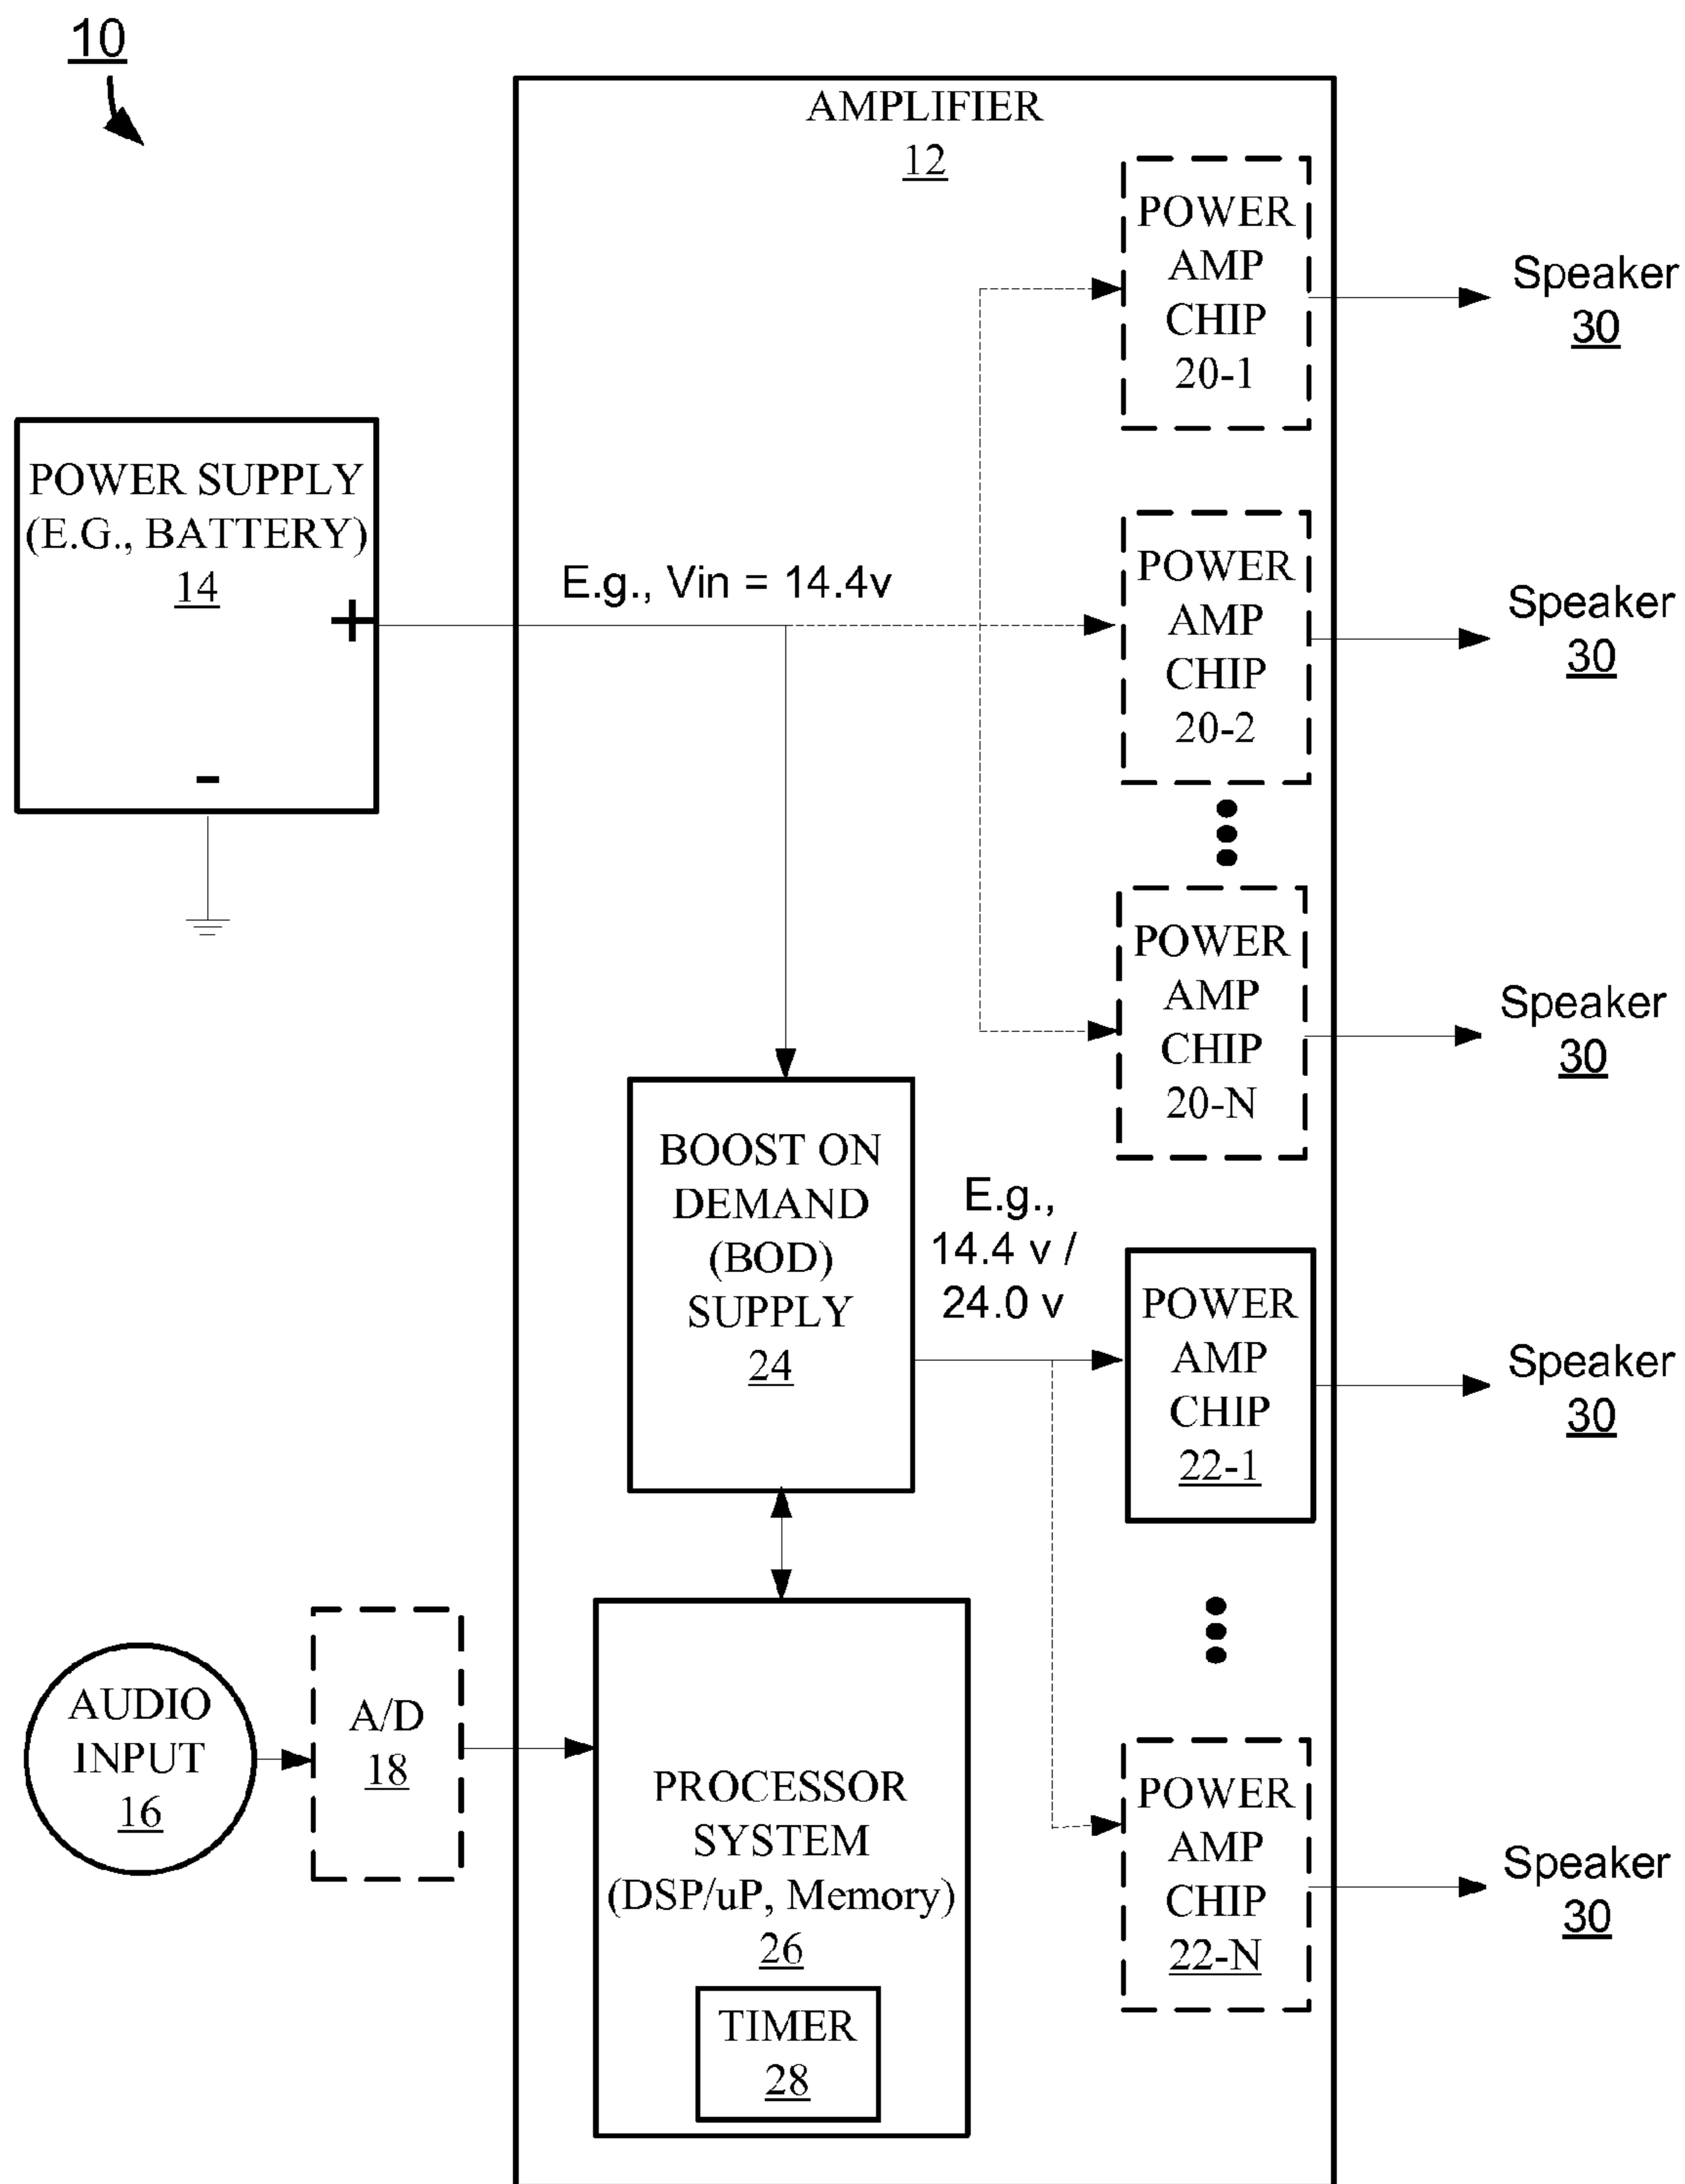 10
AMPLIFIER
12
POWER
AMP
CHIP
20-1
Speaker
30
POWER SUPPLY
(E.G., BATTERY)
14
+
-
E.g., Vin = 14.4v
POWER
AMP
CHIP
20-2
Speaker
30
POWER
AMP
CHIP
20-N
Speaker
30
BOOST ON
DEMAND
(BOD)
SUPPLY
24
E.g.,
14.4 v /
24.0 v
POWER
AMP
CHIP
22-1
Speaker
30
AUDIO
INPUT
16
A/D
18
PROCESSOR
SYSTEM
(DSP/uP, Memory)
26
TIMER
28
POWER
AMP
CHIP
22-N
Speaker
30